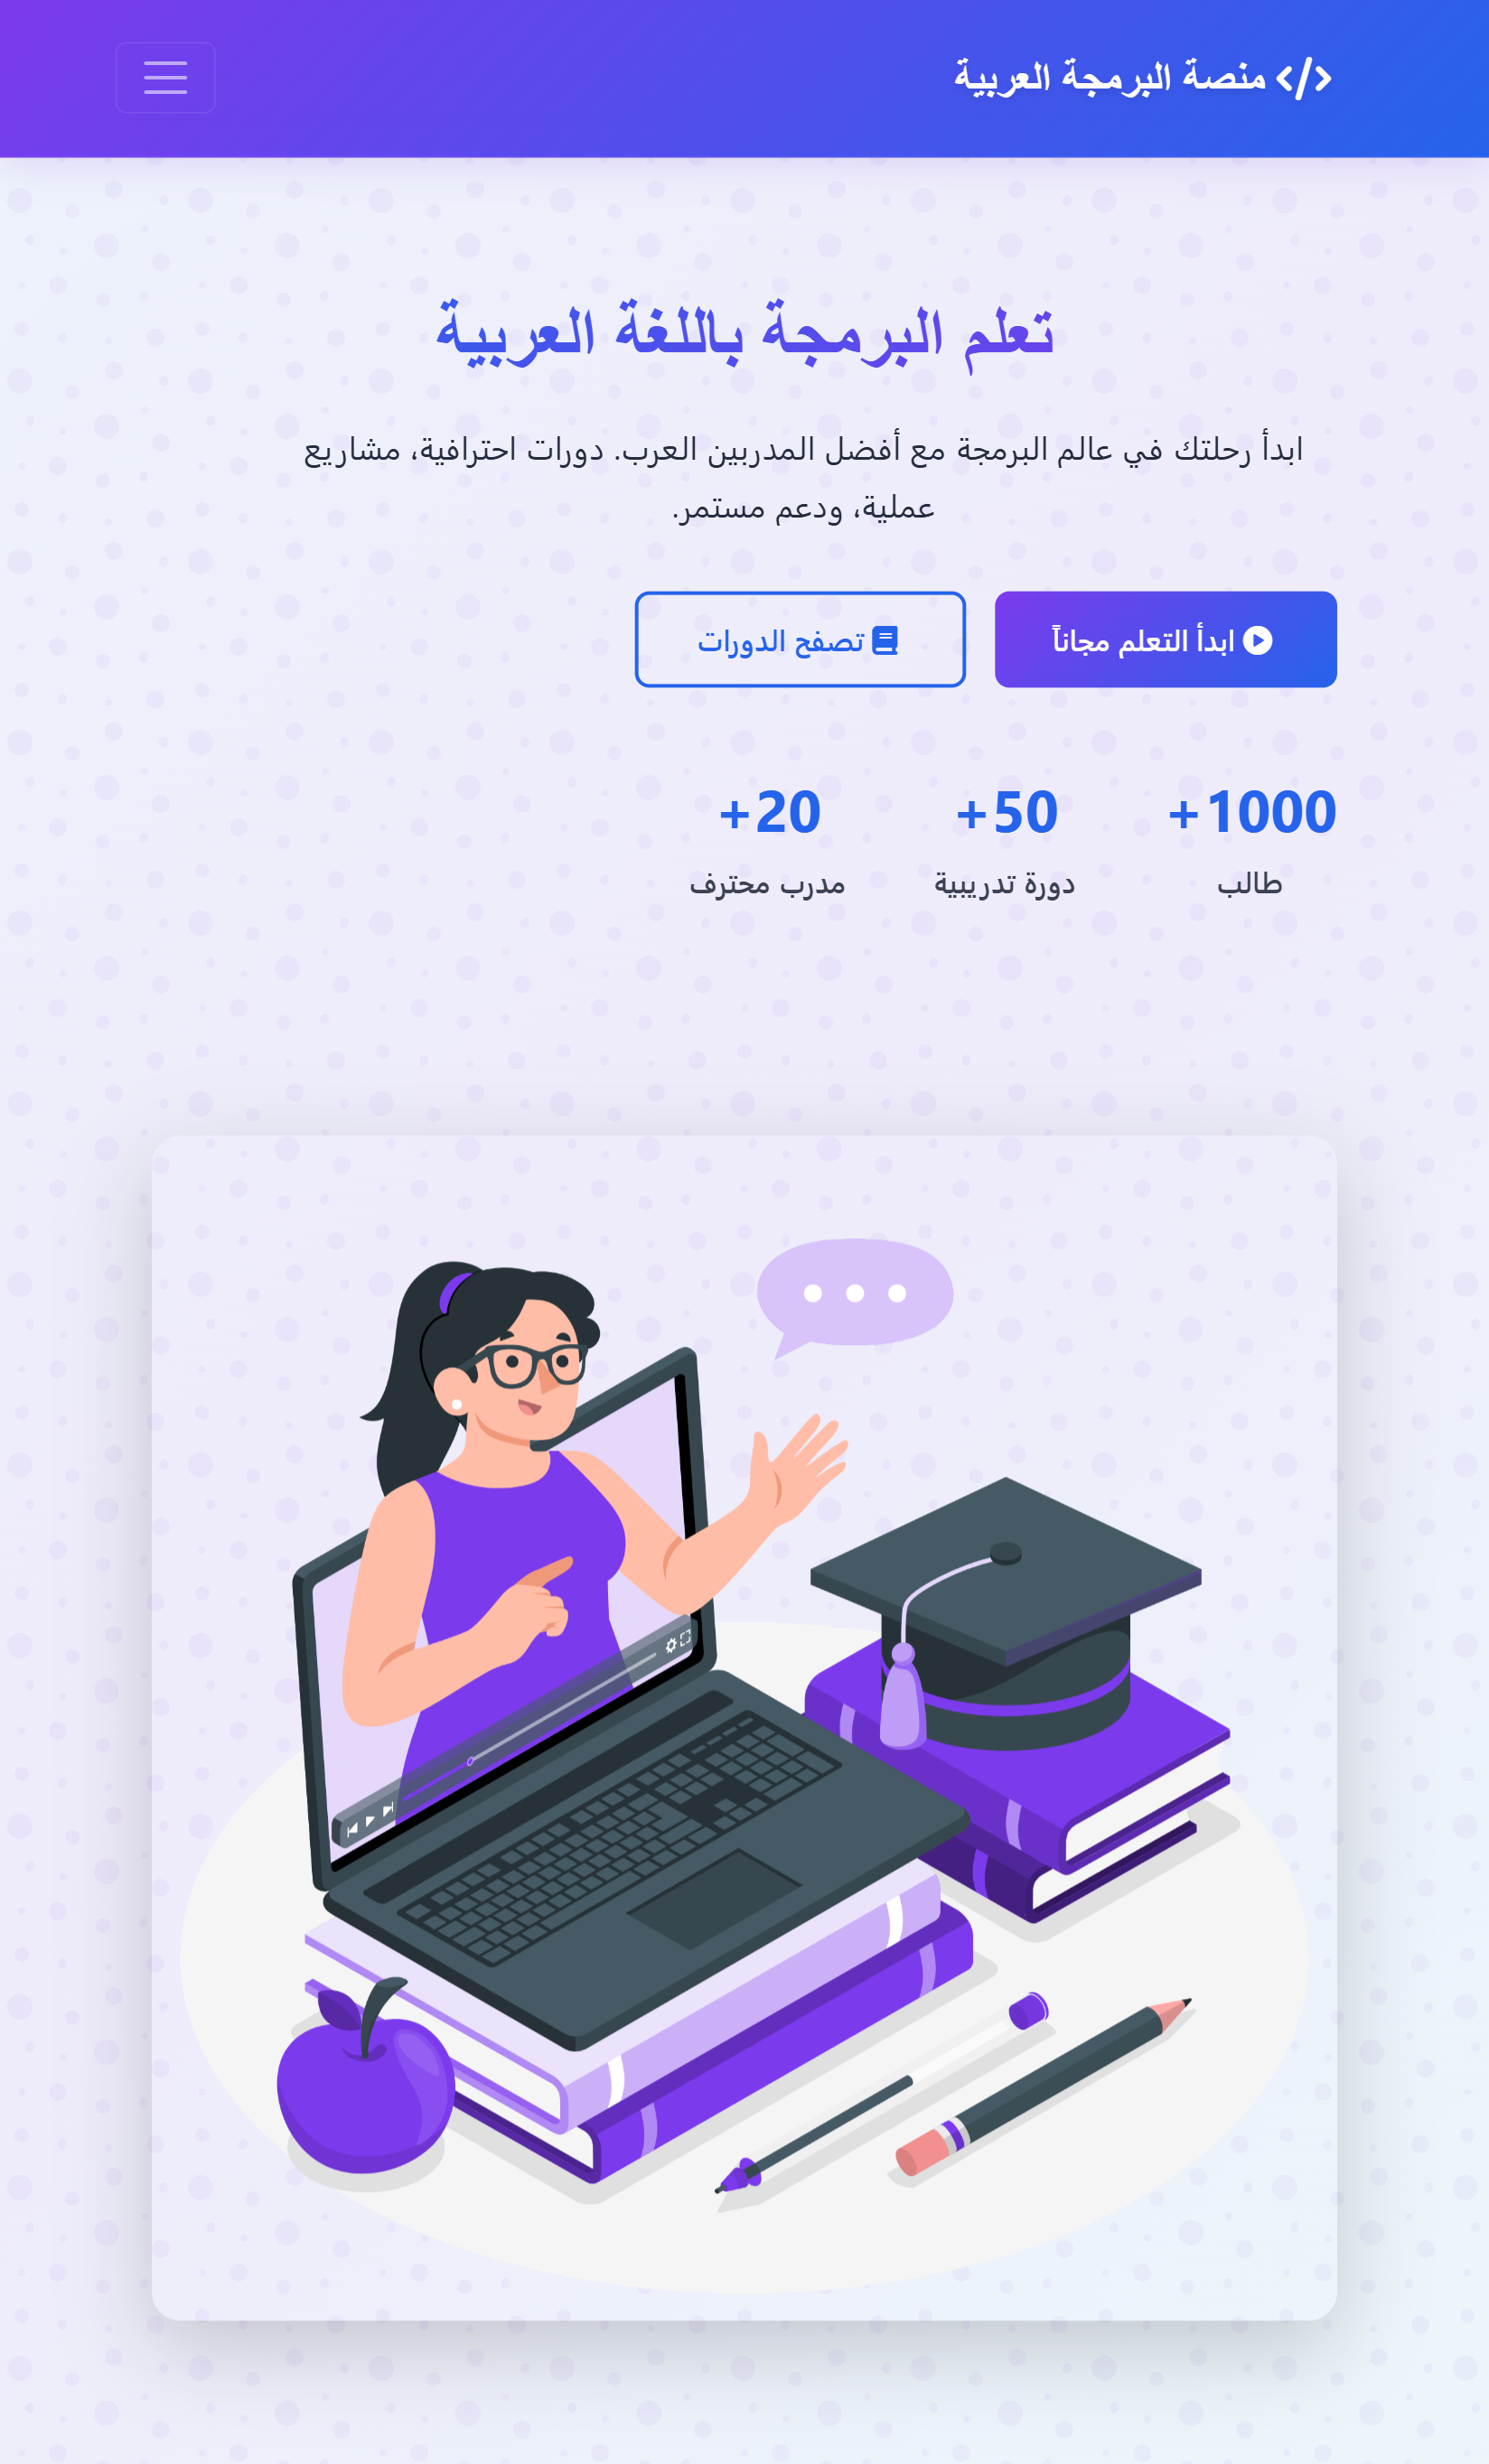 منصة البرمجة العربية
تعلم البرمجة باللغة العربية
ابدأ رحلتك في عالم البرمجة مع أفضل المدربين العرب. دورات احترافية، مشاريع
عملية، ودعم مستمر.
ابدأ التعلم مجاناً
تصفح الدورات
1000+
طالب
50+
دورة تدريبية
20+
مدرب محترف